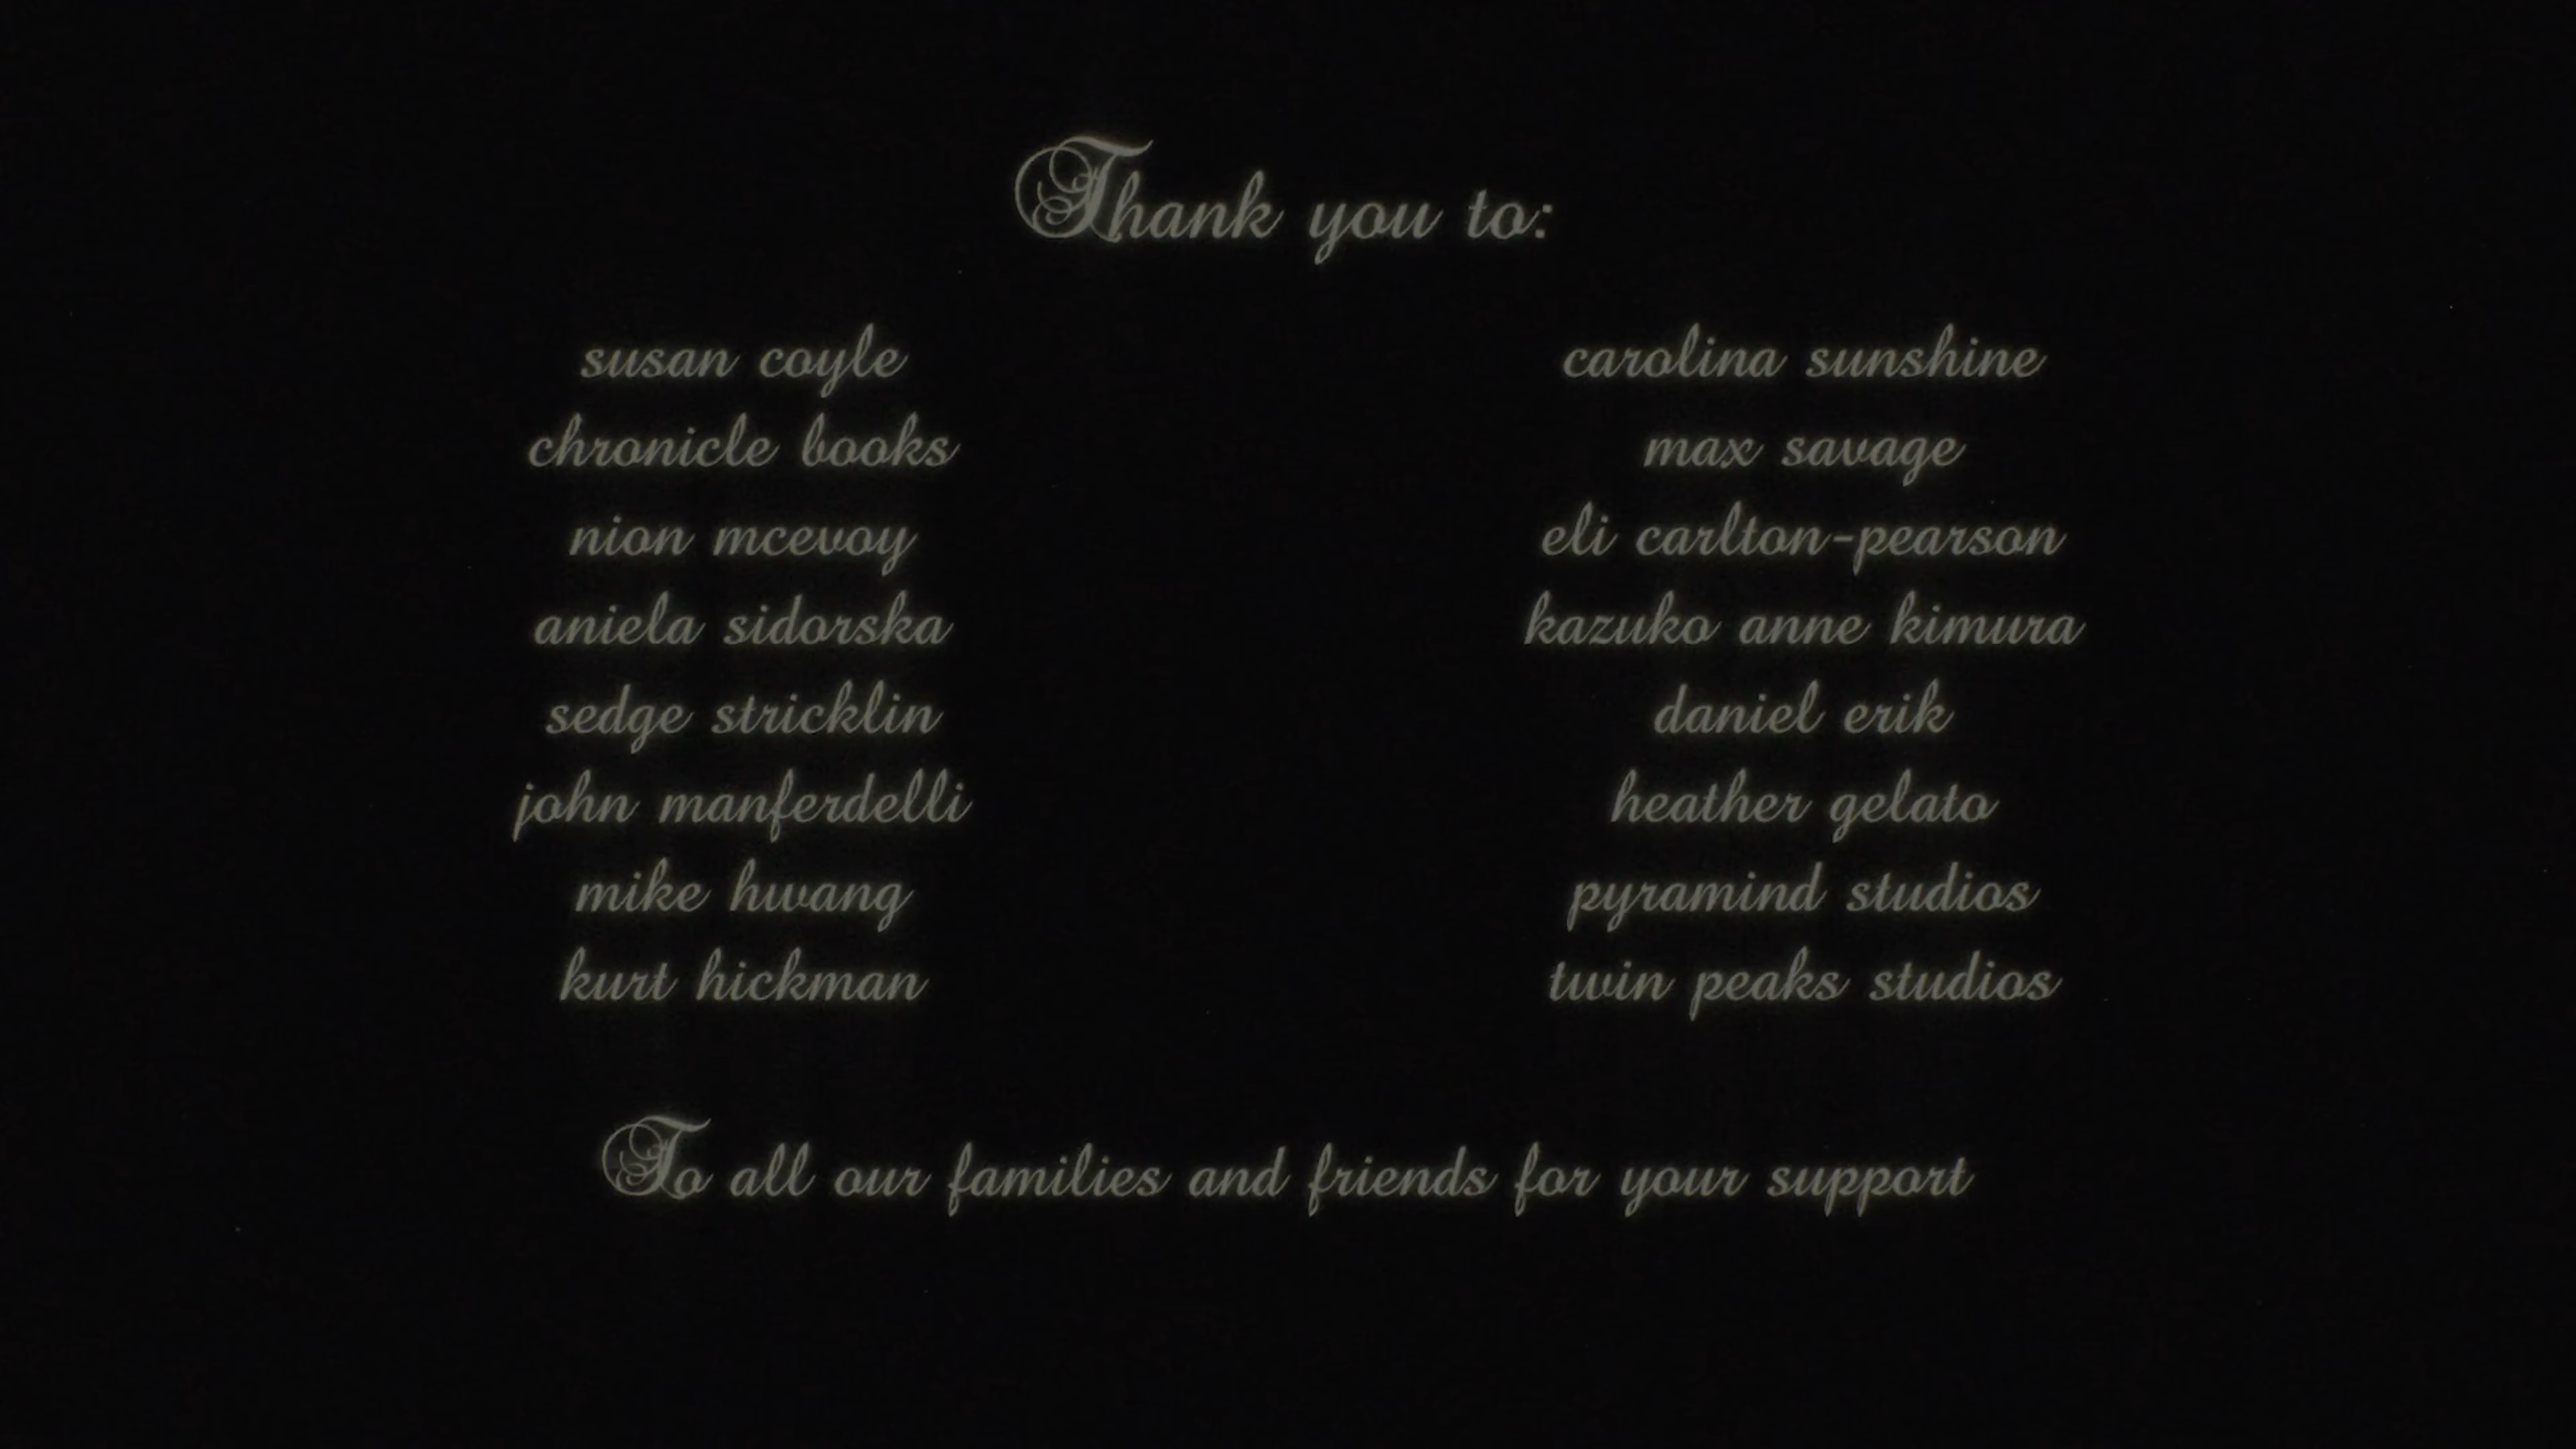 Thank you to:
susan coyle
chronicle books
nion mcevoy
aniela sidorska
sedge stricklin
john manferdelli
mike hwang
kurt hickman
carolina sunshine
max savage
eli carlton-pearson
kazuko anne kimura
daniel erik
heather gelato
pyramind studios
twin peaks studios
To all our families and friends for your support